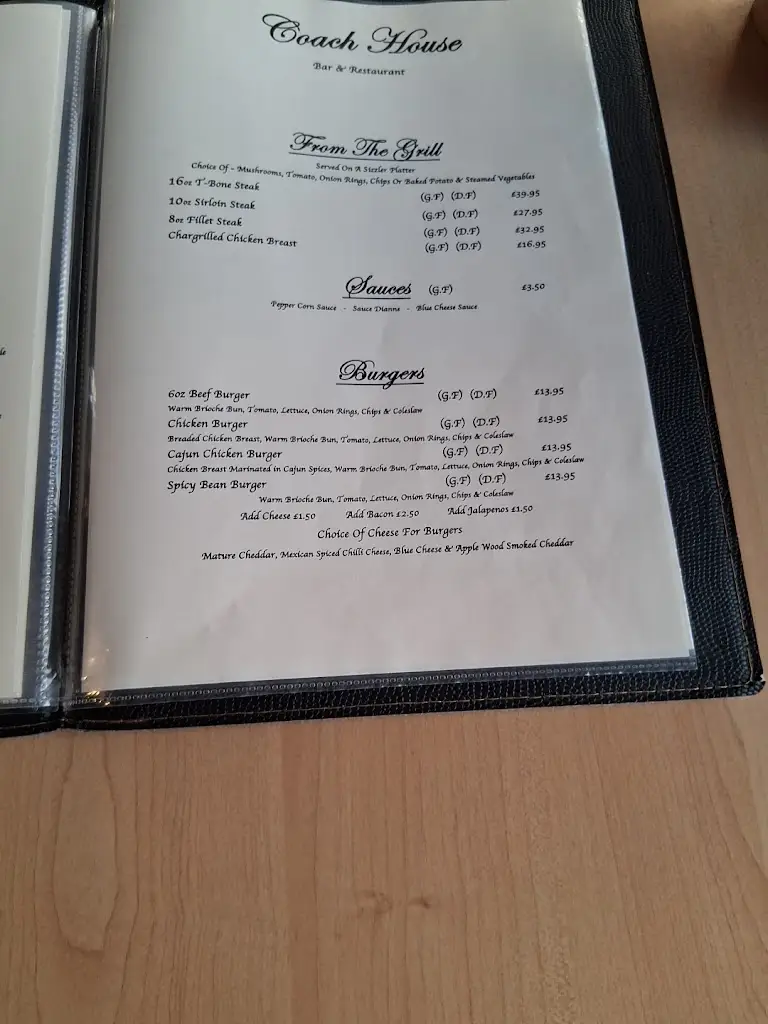 Coach House
Bar & Restaurant
From The Grill
Served On A Sizzler Platter
Choice Of - Mushrooms, Tomato, Onion Rings, Chips Or Baked Potato & Steamed Vegetables
16oz T-Bone Steak (G.F) (D.F) £39.95
10oz Sirloin Steak (G.F) (D.F) £27.95
8oz Fillet Steak (G.F) (D.F) £32.95
Chargrilled Chicken Breast (G.F) (D.F) £16.95
Sauces (G.F) £3.50
Pepper Corn Sauce - Sauce Dianne - Blue Cheese Sauce
Burgers
6oz Beef Burger (G.F) (D.F) £13.95
Warm Brioche Bun, Tomato, Lettuce, Onion Rings, Chips & Coleslaw
Chicken Burger (G.F) (D.F) £13.95
Breaded Chicken Breast, Warm Brioche Bun, Tomato, Lettuce, Onion Rings, Chips & Coleslaw
Cajun Chicken Burger (G.F) (D.F) £13.95
Chicken Breast Marinated in Cajun Spices, Warm Brioche Bun, Tomato, Lettuce, Onion Rings, Chips & Coleslaw
Spicy Bean Burger (G.F) (D.F) £13.95
Warm Brioche Bun, Tomato, Lettuce, Onion Rings, Chips & Coleslaw
Add Cheese £1.50 Add Bacon £2.50 Add Jalapenos £1.50
Choice Of Cheese For Burgers
Mature Cheddar, Mexican Spiced Chilli Cheese, Blue Cheese & Apple Wood Smoked Cheddar